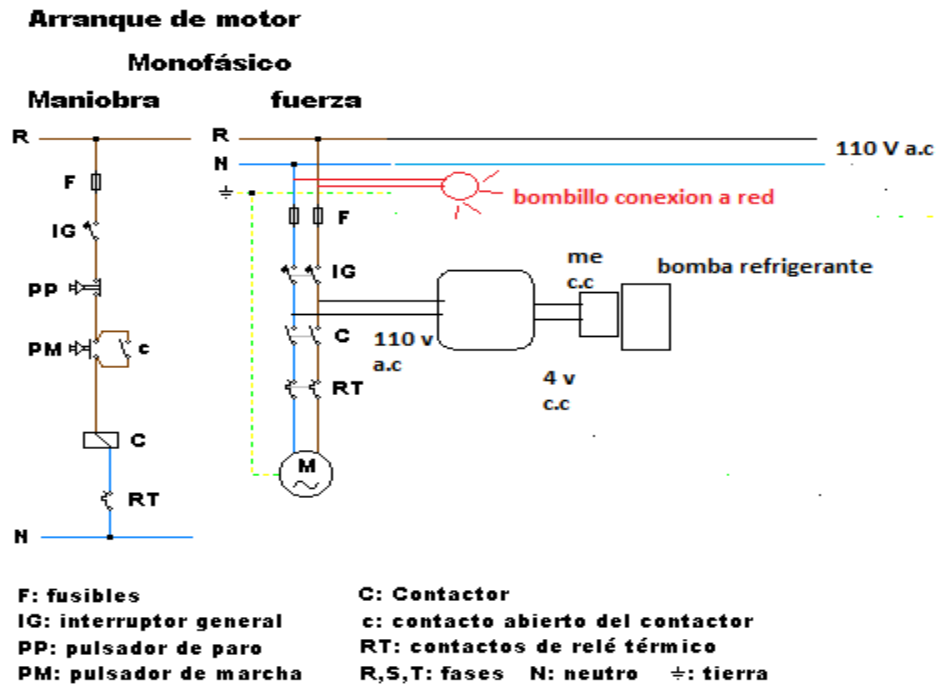 Arranque de motor
Monofásico
Maniobra
fuerza
R
F
IG
PP
PM
c
C
RT
N
R
N
110 V a.c
bombillo conexion a red
F
IG
me
c.c
bomba refrigerante
C
110 v
a.c
RT
4 v
c.c
M
F: fusibles
IG: interruptor general
PP: pulsador de paro
PM: pulsador de marcha
C: Contactor
c: contacto abierto del contactor
RT: contactos de relé térmico
R,S,T: fases N: neutro ⏚: tierra